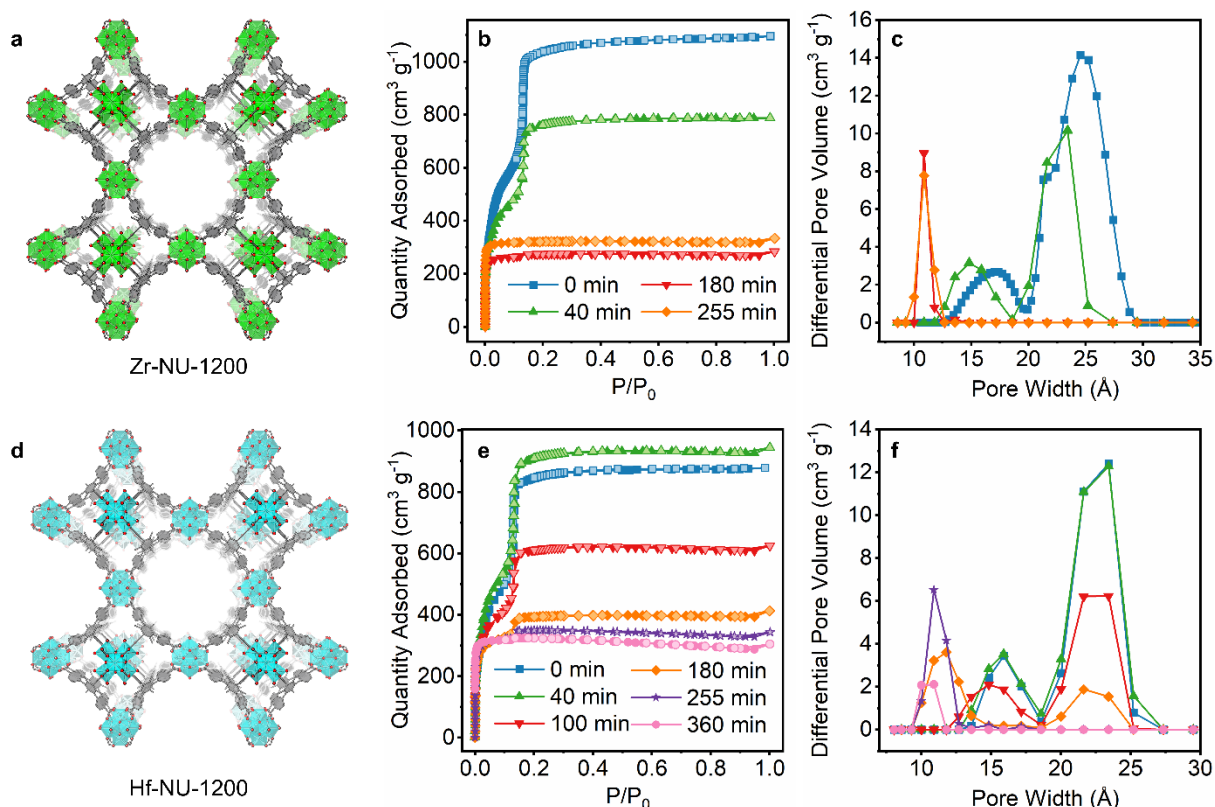 a
Zr-NU-1200
b
Quantity Adsorbed (cm³ g⁻¹)
1000
800
600
400
200
0
0 min
180 min
40 min
255 min
0.0 0.2 0.4 0.6 0.8 1.0
P/P₀
c
Differential Pore Volume (cm³ g⁻¹)
16
14
12
10
8
6
4
2
0
10 15 20 25 30 35
Pore Width (Å)
d
Hf-NU-1200
e
Quantity Adsorbed (cm³ g⁻¹)
1000
800
600
400
200
0
0 min
180 min
40 min
255 min
100 min
360 min
0.0 0.2 0.4 0.6 0.8 1.0
P/P₀
f
Differential Pore Volume (cm³ g⁻¹)
14
12
10
8
6
4
2
0
10 15 20 25 30
Pore Width (Å)